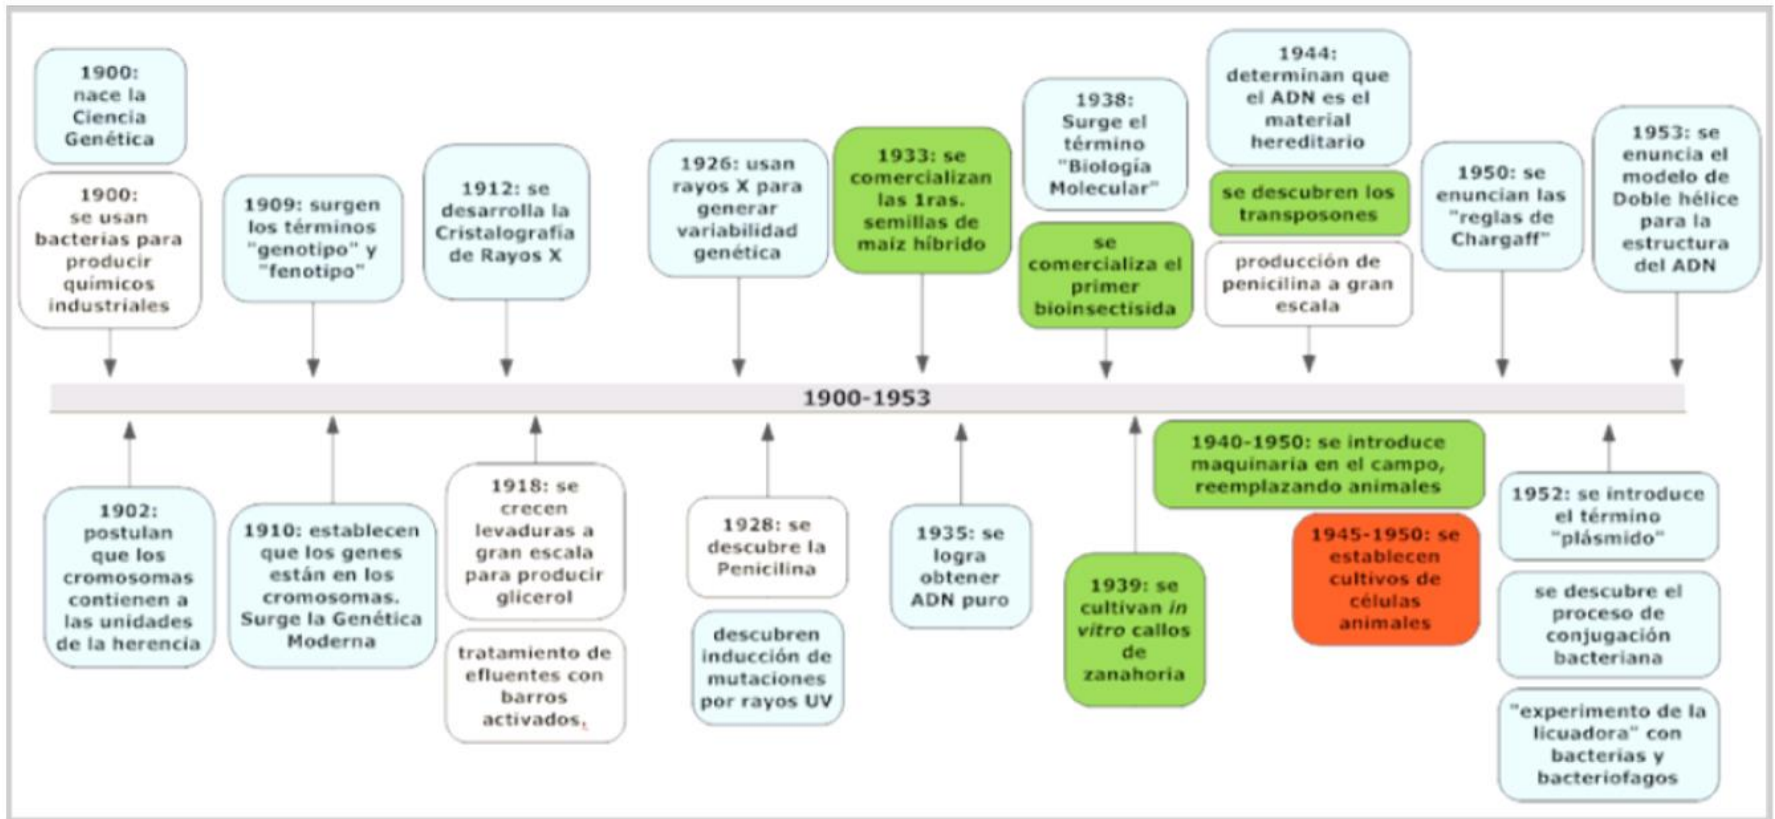 1900:
nace la
Ciencia
Genética
1900:
se usan
bacterias para
producir
químicos
industriales
1909: surgen
los términos
"genotipo" y
"fenotipo"
1912: se
desarrolla la
Cristalografía
de Rayos X
1926: usan
rayos X para
generar
variabilidad
genética
1933: se
comercializan
las 1ras.
semillas de
maíz híbrido
1938:
Surge el
término
"Biología
Molecular"
se
comercializa el
primer
bioinsectisida
1944:
determinan que
el ADN es el
material
hereditario
se descubren los
transposones
producción de
penicilina a gran
escala
1950: se
enuncian las
"reglas de
Chargaff"
1953: se
enuncia el
modelo de
Doble hélice
para la
estructura
del ADN
1900-1953
1902:
postulan
que los
cromosomas
contienen a
las unidades
de la herencia
1910: establecen
que los genes
están en los
cromosomas.
Surge la Genética
Moderna
1918: se
crecen
levaduras a
gran escala
para producir
glicerol
tratamiento de
efluentes con
barros
activados.
1928: se
descubre la
Penicilina
descubren
inducción de
mutaciones
por rayos UV
1935: se
logra
obtener
ADN puro
1939: se
cultivan in
vitro callos
de
zanahoria
1940-1950: se introduce
maquinaria en el campo,
reemplazando animales
1945-1950: se
establecen
cultivos de
células
animales
1952: se introduce
el término
"plásmido"
se descubre el
proceso de
conjugación
bacteriana
"experimento de la
licuadora" con
bacterias y
bacteriofagos